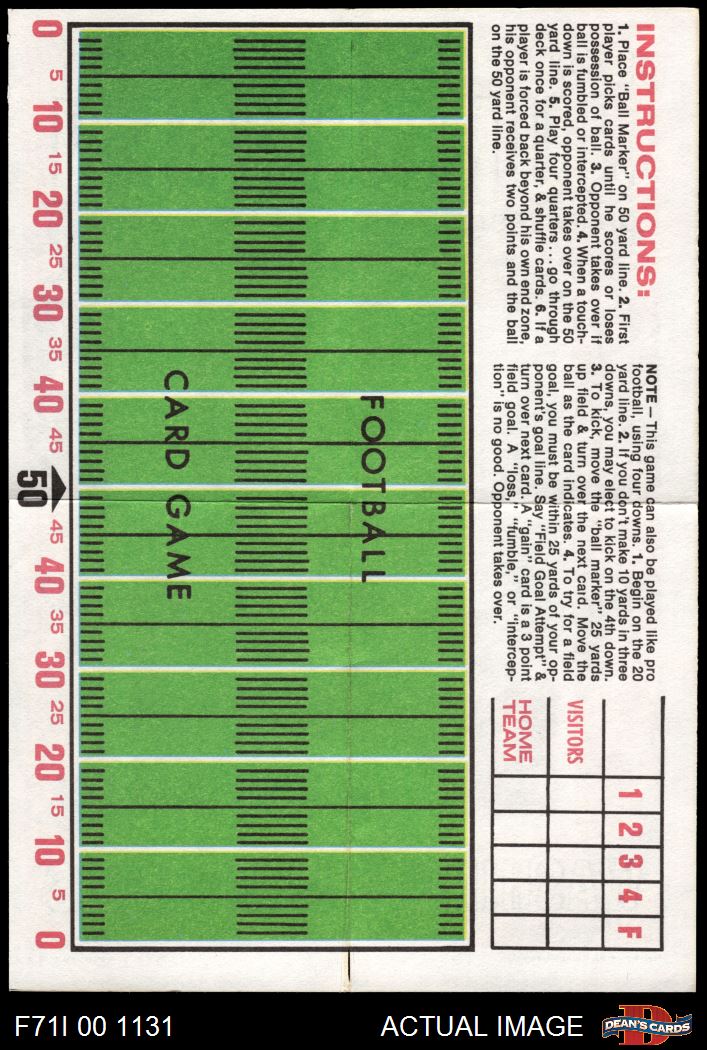 INSTRUCTIONS:
1. Place "Ball Marker" on 50 yard line. 2. First
player picks cards until he scores or loses
possession of ball. 3. Opponent takes over if
ball is fumbled or intercepted. 4. When a touch-
down is scored, opponent takes over on the 50
yard line. 5. Play four quarters... go through
deck once for a quarter, & shuffle cards. 6. If a
player is forced back beyond his own end zone,
his opponent receives two points and the ball
on the 50 yard line.
NOTE — This game can also be played like pro
football, using four downs. 1. Begin on the 20
yard line. 2. If you don't make 10 yards in three
downs, you may elect to kick on the 4th down.
3. To kick, move the "ball marker" 25 yards
up field & turn over the next card. Move the
ball as the card indicates. 4. To try for a field
goal, you must be within 25 yards of your op-
ponent's goal line. Say "Field Goal Attempt" &
turn over next card. A "gain" card is a 3 point
field goal. A "loss," "fumble," or "intercep-
tion" is no good. Opponent takes over.
1 2 3 4 F
VISITORS
HOME
TEAM
FOOTBALL
CARD GAME
0 5 10 15 20 25 30 35 40 45 50 45 40 35 30 25 20 15 10 5 0
F71I 00 1131
ACTUAL IMAGE
D
DEAN'S CARDS